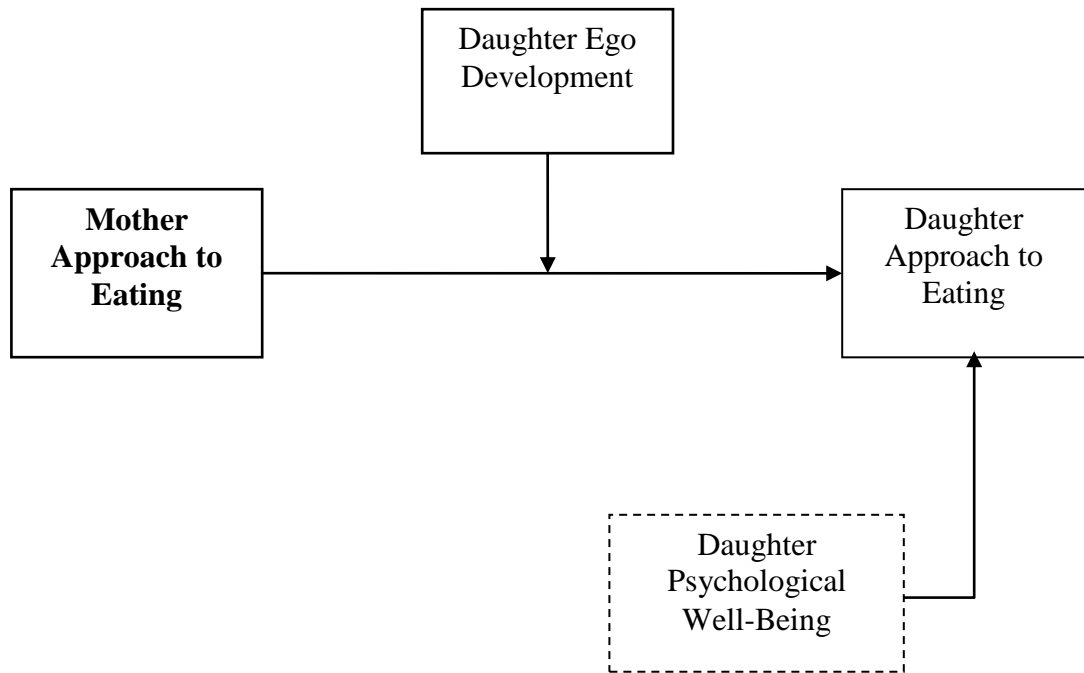 Daughter Ego
Development
Mother
Approach to
Eating
Daughter
Approach to
Eating
Daughter
Psychological
Well-Being